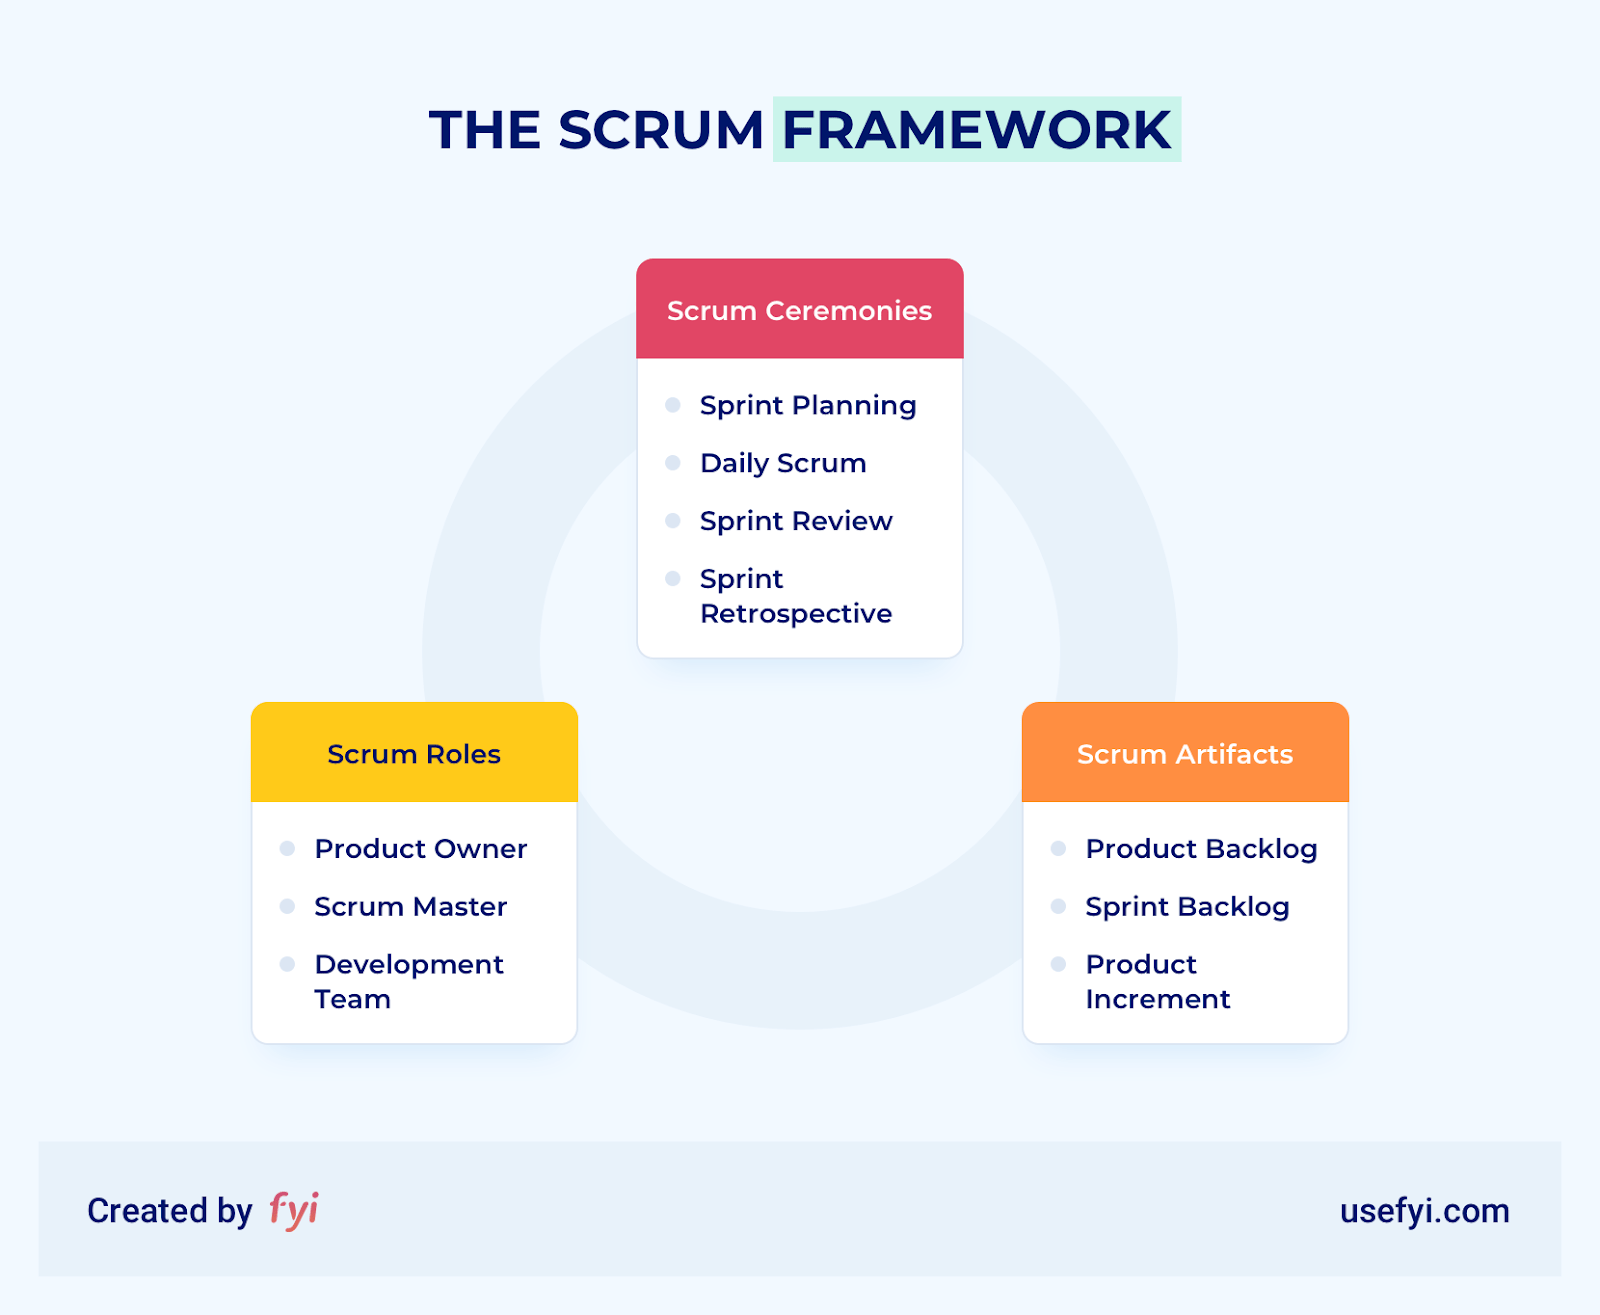 THE SCRUM FRAMEWORK
Scrum Ceremonies
Sprint Planning
Daily Scrum
Sprint Review
Sprint
Retrospective
Scrum Roles
Product Owner
Scrum Master
Development
Team
Scrum Artifacts
Product Backlog
Sprint Backlog
Product
Increment
Created by fyi
usefyi.com